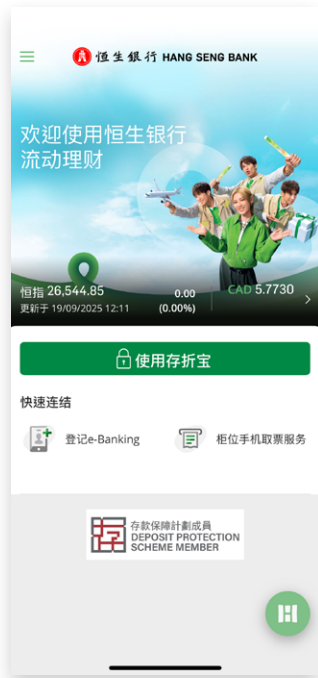 恒生銀行 HANG SENG BANK
欢迎使用恒生银行
流动理财
恒指 26,544.85
更新于 19/09/2025 12:11
0.00
(0.00%)
CAD 5.7730
使用存折宝
快速连结
登记e-Banking
柜位手机取票服务
存款保障計劃成員
DEPOSIT PROTECTION
SCHEME MEMBER